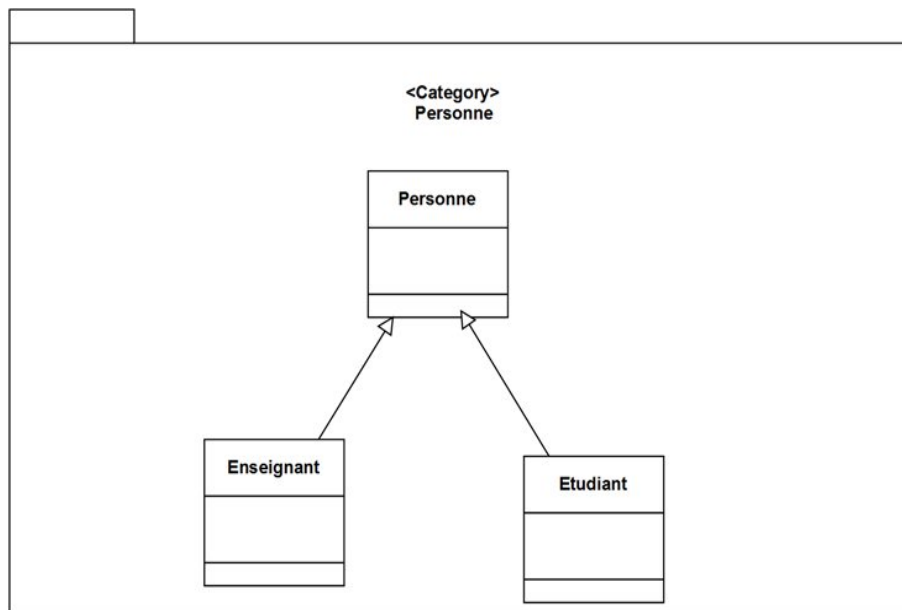 <Category>
Personne
Personne
Enseignant
Etudiant